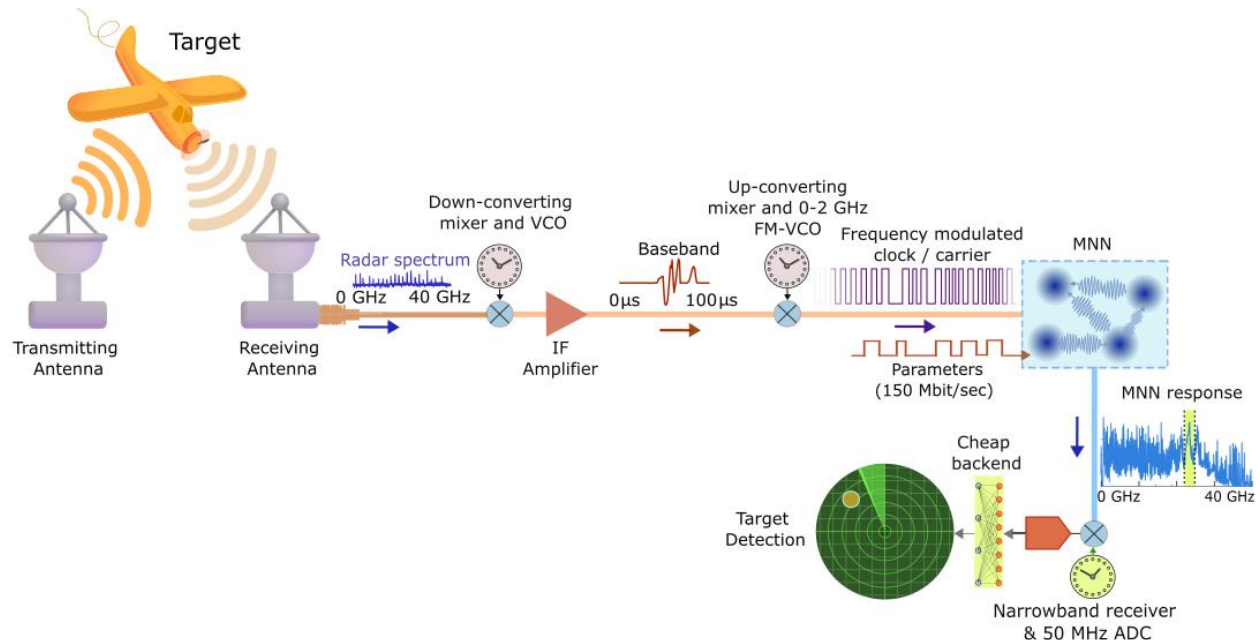 Target
Transmitting
Antenna
Receiving
Antenna
Radar spectrum
0 GHz 40 GHz
Down-converting
mixer and VCO
IF
Amplifier
Baseband
0µs 100µs
Up-converting
mixer and 0-2 GHz
FM-VCO
Frequency modulated
clock / carrier
Parameters
(150 Mbit/sec)
MNN
MNN response
0 GHz 40 GHz
Narrowband receiver
& 50 MHz ADC
Cheap
backend
Target
Detection